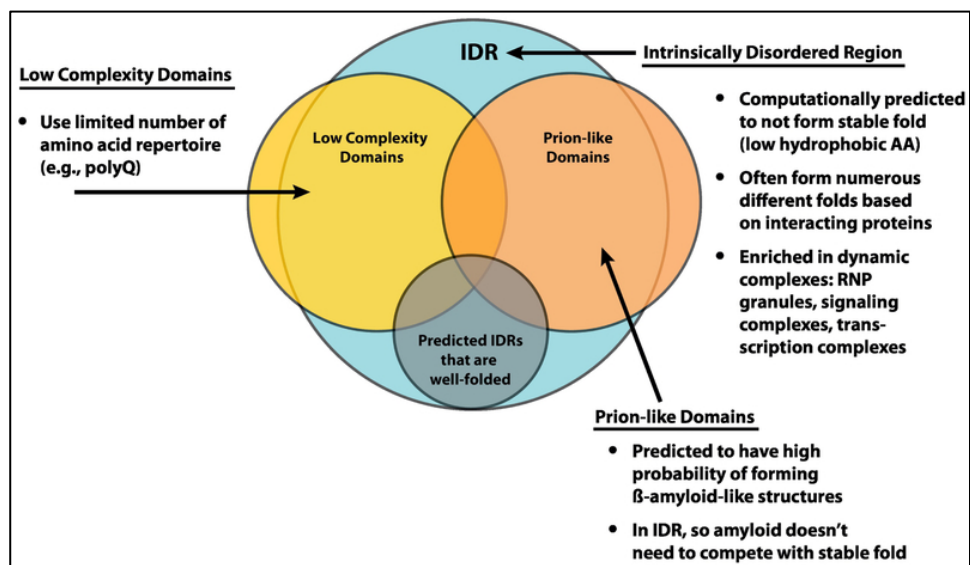 IDR
Intrinsically Disordered Region
Low Complexity Domains
• Use limited number of
amino acid repertoire
(e.g., polyQ)
Low Complexity
Domains
Prion-like
Domains
• Computationally predicted
to not form stable fold
(low hydrophobic AA)
• Often form numerous
different folds based
on interacting proteins
• Enriched in dynamic
complexes: RNP
granules, signaling
complexes, trans-
scription complexes
Predicted IDRs
that are
well-folded
Prion-like Domains
• Predicted to have high
probability of forming
ß-amyloid-like structures
• In IDR, so amyloid doesn’t
need to compete with stable fold